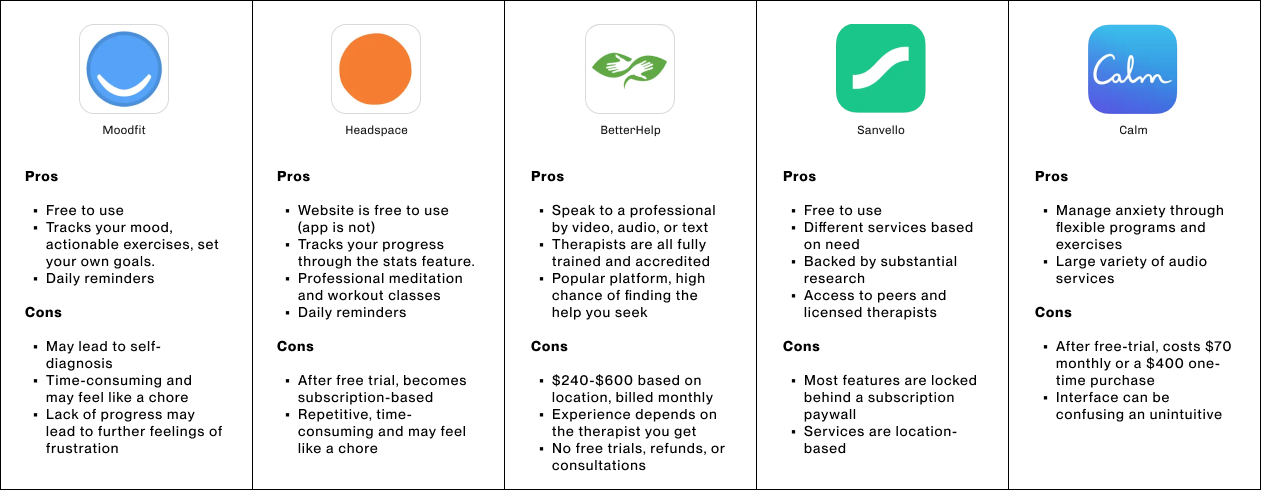 Calm
Moodfit
Pros
▪ Free to use
▪ Tracks your mood,
actionable exercises, set
your own goals.
▪ Daily reminders
Cons
▪ May lead to self-
diagnosis
▪ Time-consuming and
may feel like a chore
▪ Lack of progress may
lead to further feelings of
frustration
Headspace
Pros
▪ Website is free to use
(app is not)
▪ Tracks your progress
through the stats feature.
▪ Professional meditation
and workout classes
▪ Daily reminders
Cons
▪ After free trial, becomes
subscription-based
▪ Repetitive, time-
consuming and may feel
like a chore
BetterHelp
Pros
▪ Speak to a professional
by video, audio, or text
▪ Therapists are all fully
trained and accredited
▪ Popular platform, high
chance of finding the
help you seek
Cons
▪ $240-$600 based on
location, billed monthly
▪ Experience depends on
the therapist you get
▪ No free trials, refunds, or
consultations
Sanvello
Pros
▪ Free to use
▪ Different services based
on need
▪ Backed by substantial
research
▪ Access to peers and
licensed therapists
Cons
▪ Most features are locked
behind a subscription
paywall
▪ Services are location-
based
Calm
Pros
▪ Manage anxiety through
flexible programs and
exercises
▪ Large variety of audio
services
Cons
▪ After free-trial, costs $70
monthly or a $400 one-
time purchase
▪ Interface can be
confusing an unintuitive